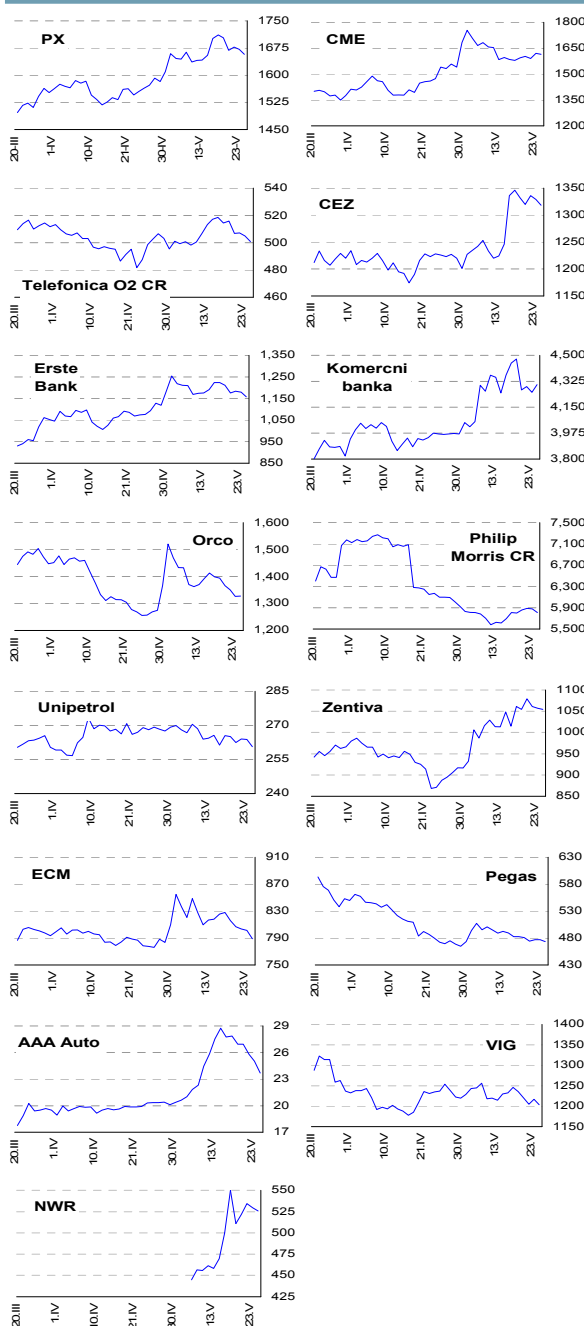 PX
1750
1675
1600
1525
1450
20-III
1-IV
10-IV
21-IV
30-IV
13-V
23-V
CME
1800
1650
1500
1350
1200
20.III
1.IV
10.IV
21.IV
30.IV
13.V
23.V
Telefonica O2 CR
540
520
500
480
460
20.III
1.IV
10.IV
21.IV
30.IV
13.V
23.V
CEZ
1350
1300
1250
1200
1150
20.III
1.IV
10.IV
21.IV
30.IV
13.V
23.V
Erste
Bank
1,350
1,250
1,150
1,050
950
850
20.III
1.IV
10.IV
21.IV
30.IV
13.V
23.V
Komercni
banka
4,500
4,325
4,150
3,975
3,800
20.III
1.IV
10.IV
21.IV
30.IV
13.V
23.V
Orco
1,600
1,500
1,400
1,300
1,200
20.III
1.IV
10.IV
21.IV
30.IV
13.V
23.V
Philip
Morris CR
7,500
7,100
6,700
6,300
5,900
5,500
20.III
1.IV
10.IV
21.IV
30.IV
13.V
23.V
Unipetrol
285
270
255
240
20.III
1.IV
10.IV
21.IV
30.IV
13.V
23.V
Zentiva
1100
1050
1000
950
900
850
20.III
1.IV
10.IV
21.IV
30.IV
13.V
23.V
ECM
910
870
830
790
750
20.III
1.IV
10.IV
21.IV
30.IV
13.V
23.V
Pegas
630
580
530
480
430
20.III
1.IV
10.IV
21.IV
30.IV
13.V
23.V
AAA Auto
29
26
23
20
17
20.III
1.IV
10.IV
21.IV
30.IV
13.V
23.V
VIG
1400
1350
1300
1250
1200
1150
20.III
1.IV
10.IV
21.IV
30.IV
13.V
23.V
NWR
550
525
500
475
450
425
20.III
1.IV
10.IV
21.IV
30.IV
13.V
23.V